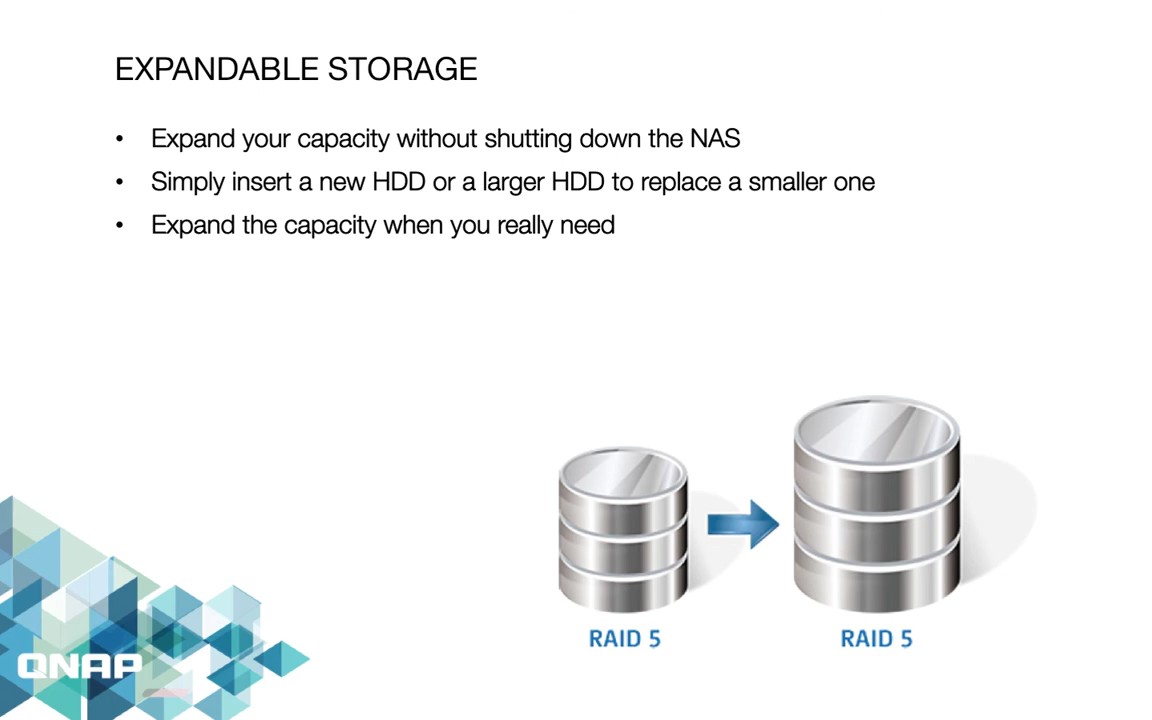 EXPANDABLE STORAGE
• Expand your capacity without shutting down the NAS
• Simply insert a new HDD or a larger HDD to replace a smaller one
• Expand the capacity when you really need
RAID 5
RAID 5
QNAP